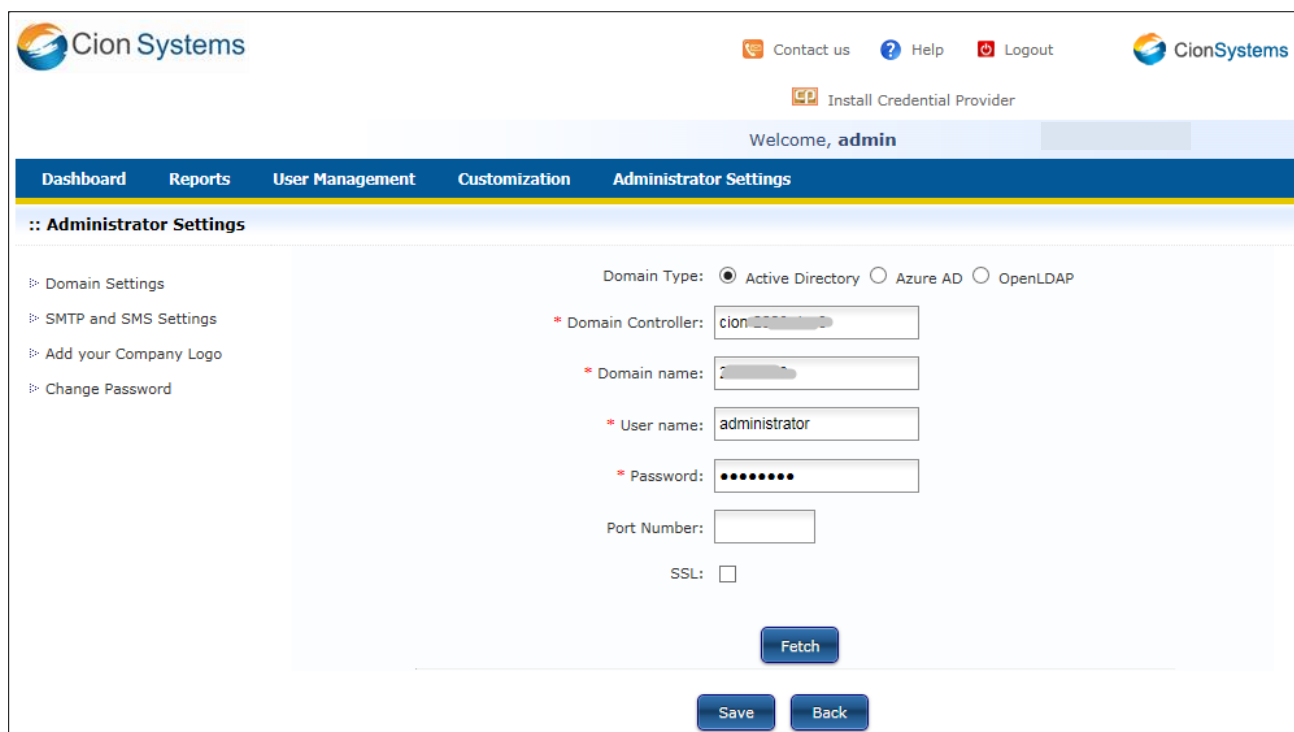 Cion Systems
Contact us Help Logout CionSystems
Install Credential Provider
Welcome, admin
Dashboard Reports User Management Customization Administrator Settings
:: Administrator Settings
Domain Settings
SMTP and SMS Settings
Add your Company Logo
Change Password
Domain Type: Active Directory Azure AD OpenLDAP
* Domain Controller: cion
* Domain name:
* User name: administrator
* Password: ••••••••
Port Number:
SSL:
Fetch
Save Back